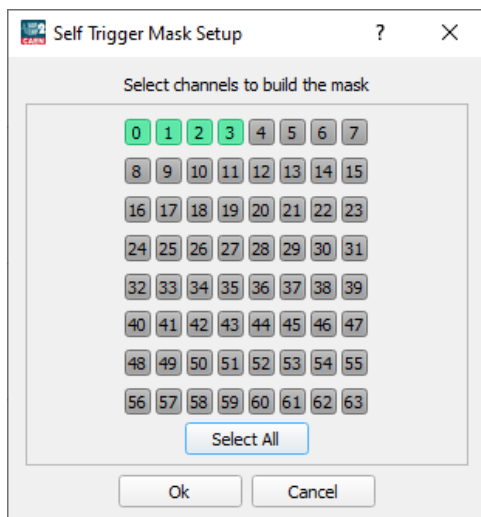 Self Trigger Mask Setup ? ×
Select channels to build the mask
0 1 2 3 4 5 6 7
8 9 10 11 12 13 14 15
16 17 18 19 20 21 22 23
24 25 26 27 28 29 30 31
32 33 34 35 36 37 38 39
40 41 42 43 44 45 46 47
48 49 50 51 52 53 54 55
56 57 58 59 60 61 62 63
Select All
Ok Cancel